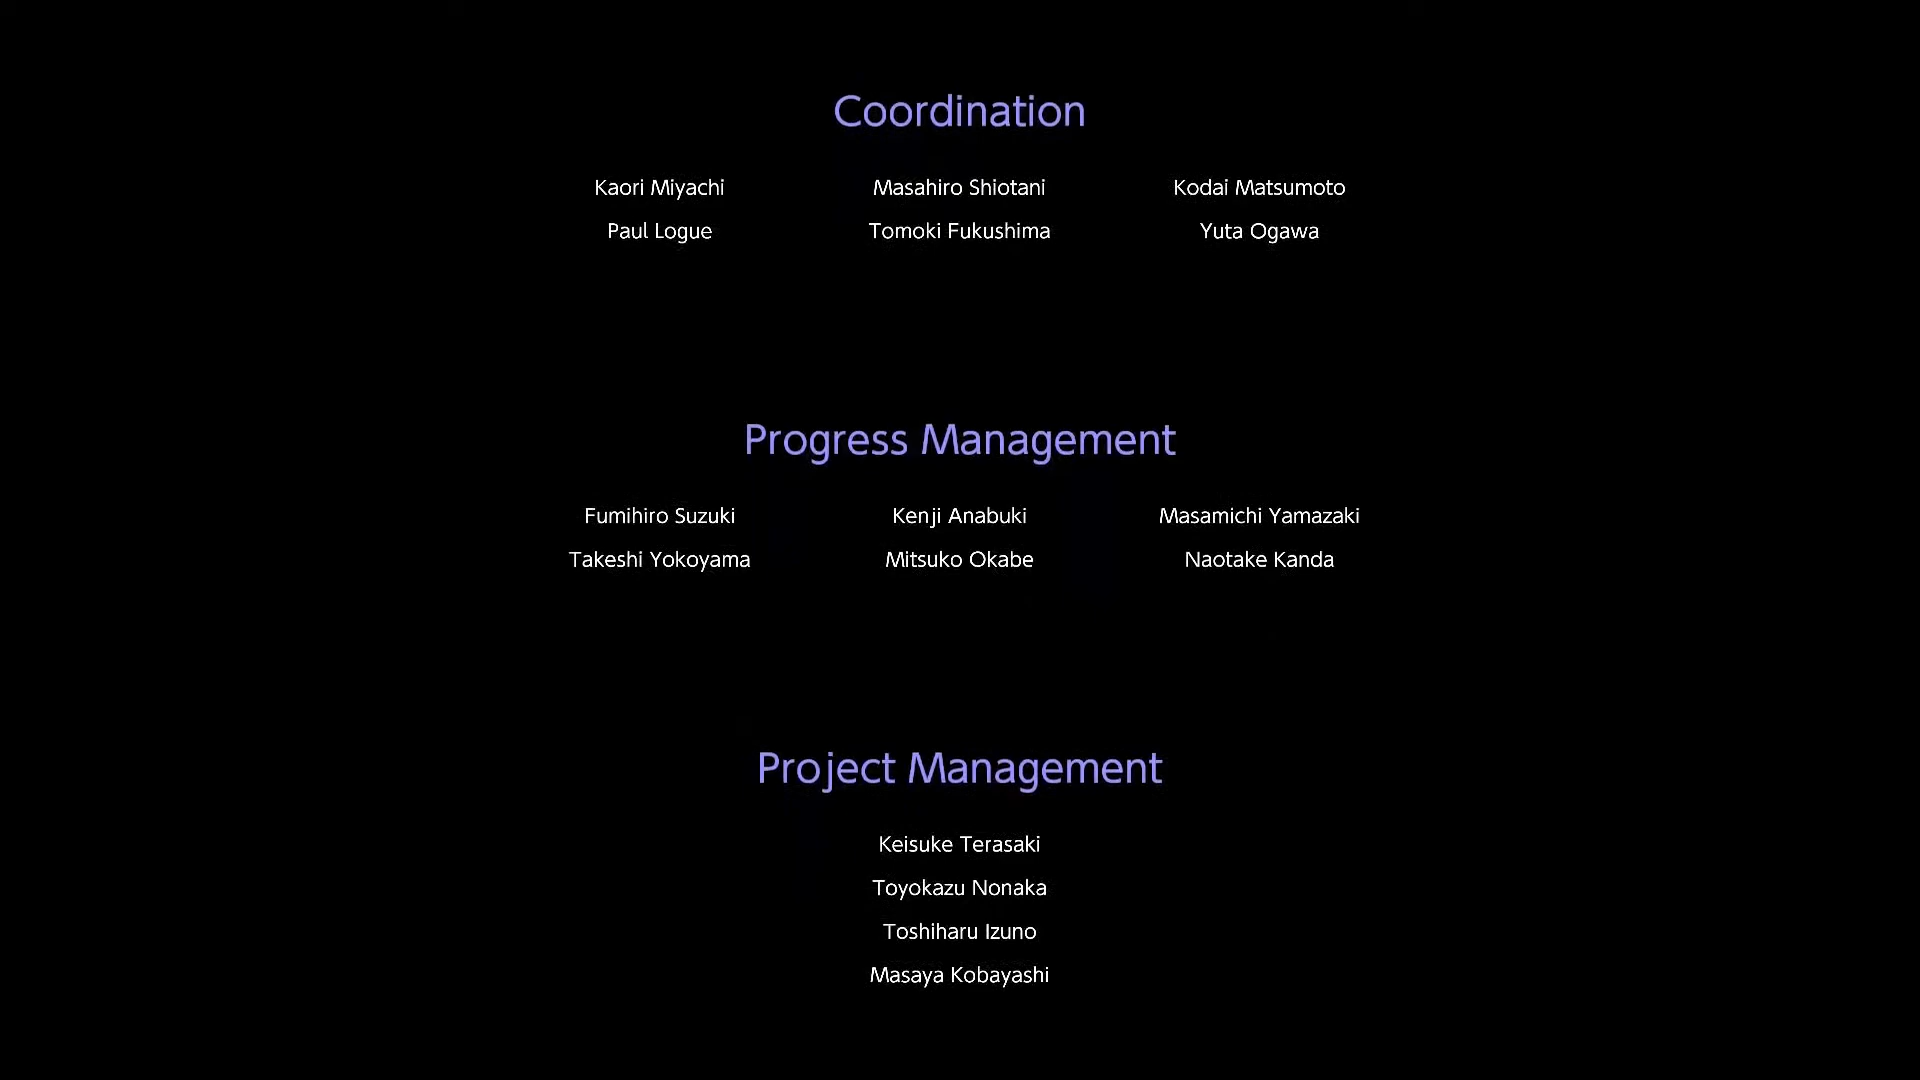 Coordination
Kaori Miyachi Masahiro Shiotani Kodai Matsumoto
Paul Logue Tomoki Fukushima Yuta Ogawa
Progress Management
Fumihiro Suzuki Kenji Anabuki Masamichi Yamazaki
Takeshi Yokoyama Mitsuko Okabe Naotake Kanda
Project Management
Keisuke Terasaki
Toyokazu Nonaka
Toshiharu Izuno
Masaya Kobayashi